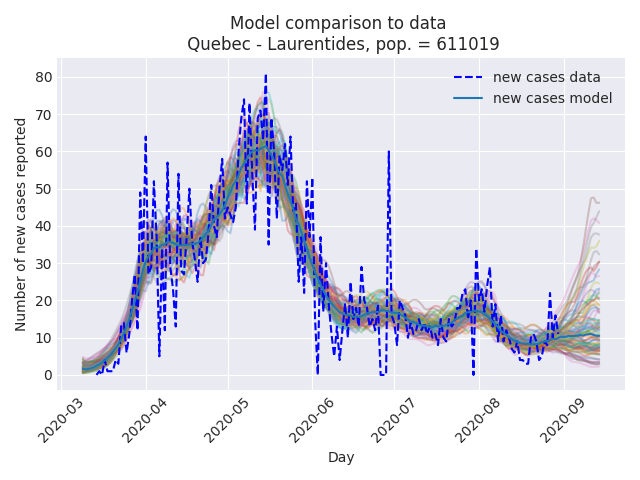 Model comparison to data
Quebec - Laurentides, pop. = 611019
new cases data
new cases model
Number of new cases reported
80
70
60
50
40
30
20
10
0
2020-03
2020-04
2020-05
2020-06
2020-07
2020-08
2020-09
Day